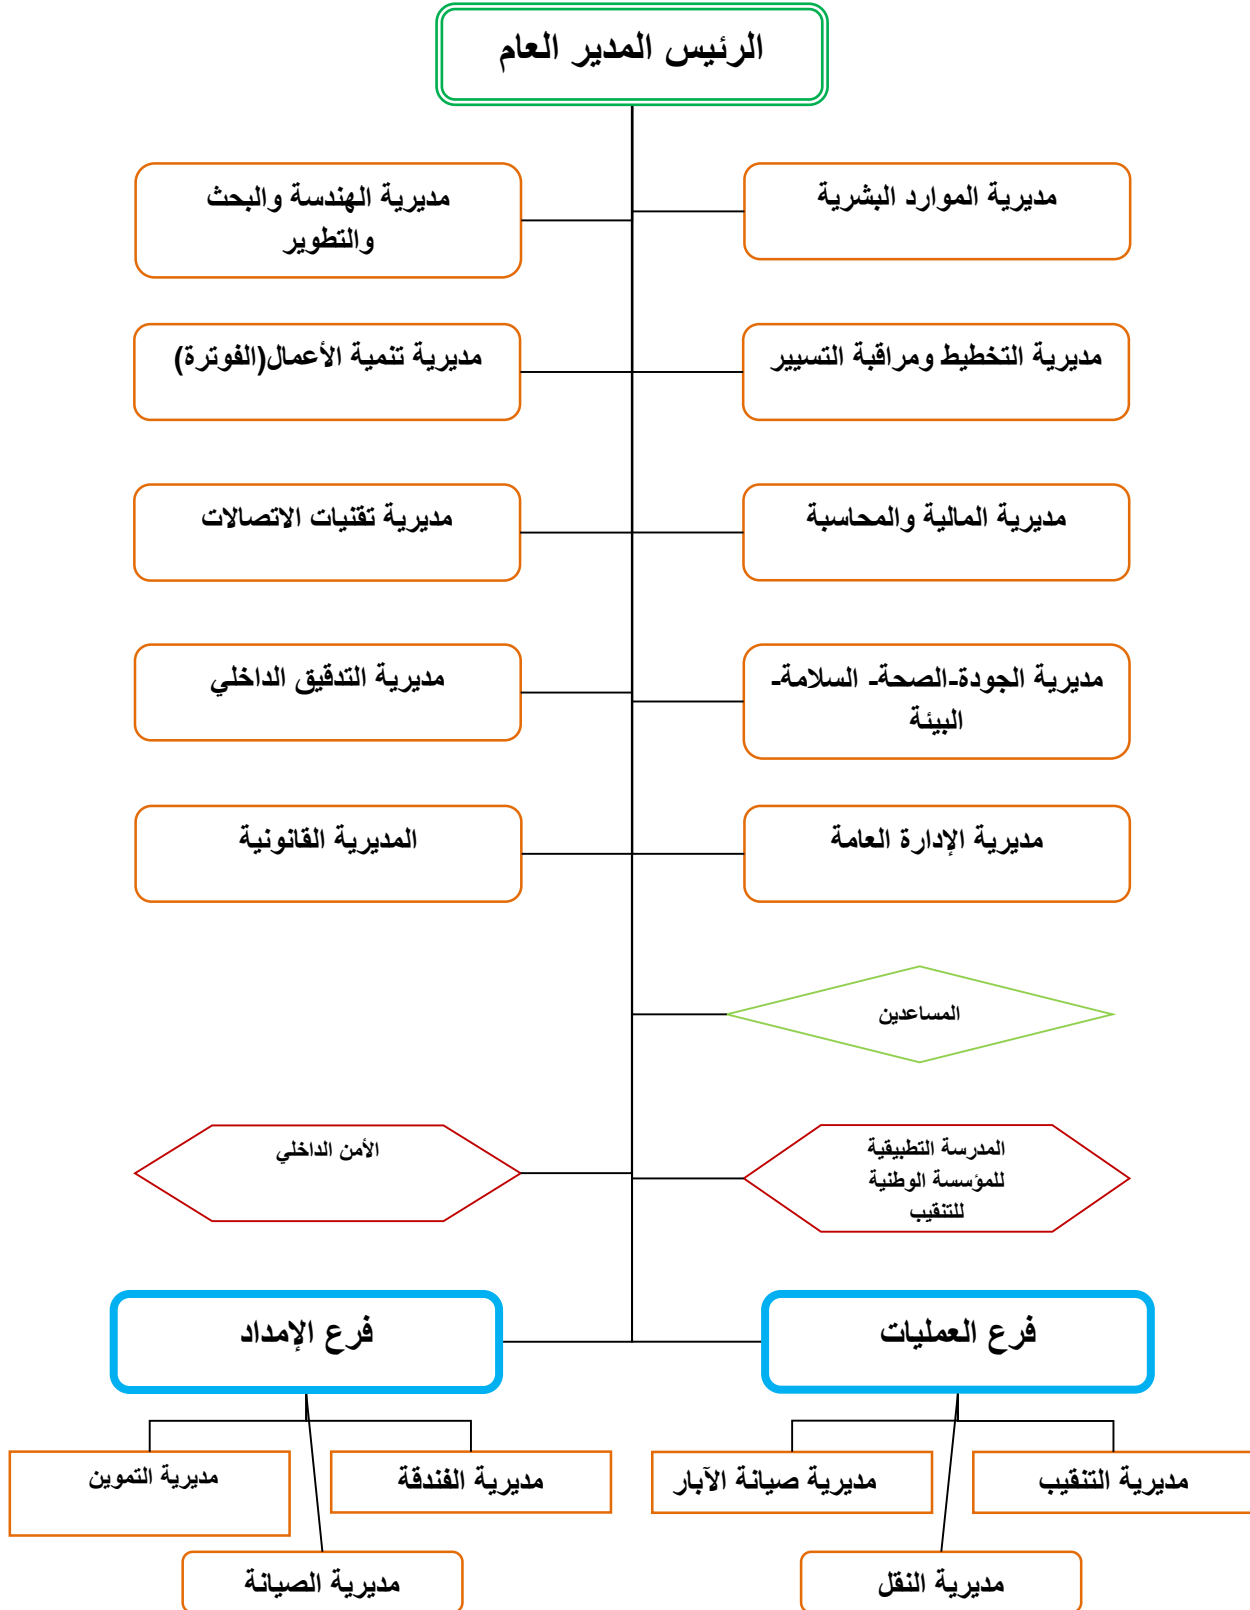 الرئيس المدير العام
مديرية الموارد البشرية
مديرية الهندسة والبحث
والتطوير
مديرية التخطيط ومراقبة التسيير
مديرية تنمية الأعمال(الفوترة)
مديرية المالية والمحاسبة
مديرية تقنيات الاتصالات
مديرية الجودة-الصحة- السلامة-
البيئة
مديرية التدقيق الداخلي
مديرية الإدارة العامة
المديرية القانونية
المساعدين
المدرسة التطبيقية
للمؤسسة الوطنية
للتنقيب
الأمن الداخلي
فرع العمليات
فرع الإمداد
مديرية التنقيب
مديرية صيانة الآبار
مديرية الفندقة
مديرية التموين
مديرية النقل
مديرية الصيانة